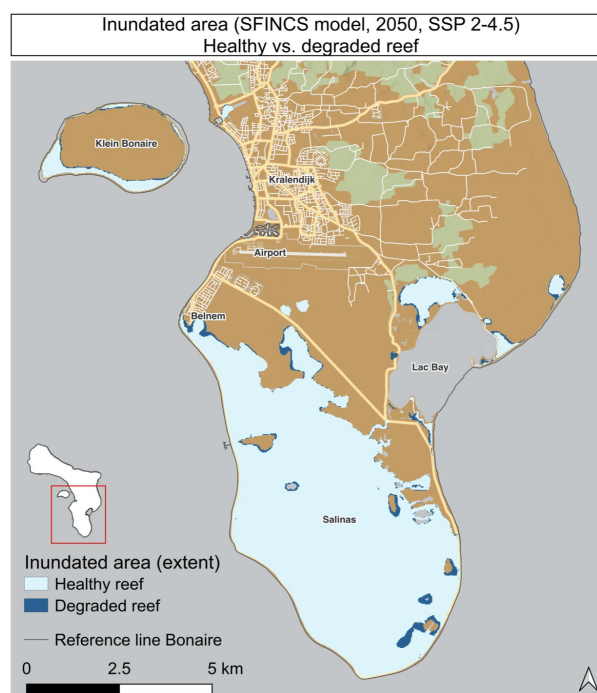 Inundated area (SFINCS model, 2050, SSP 2-4.5)
Healthy vs. degraded reef
Klein Bonaire
Kralendijk
Airport
Belnem
Lac Bay
Salinas
Inundated area (extent)
Healthy reef
Degraded reef
Reference line Bonaire
0 2.5 5 km